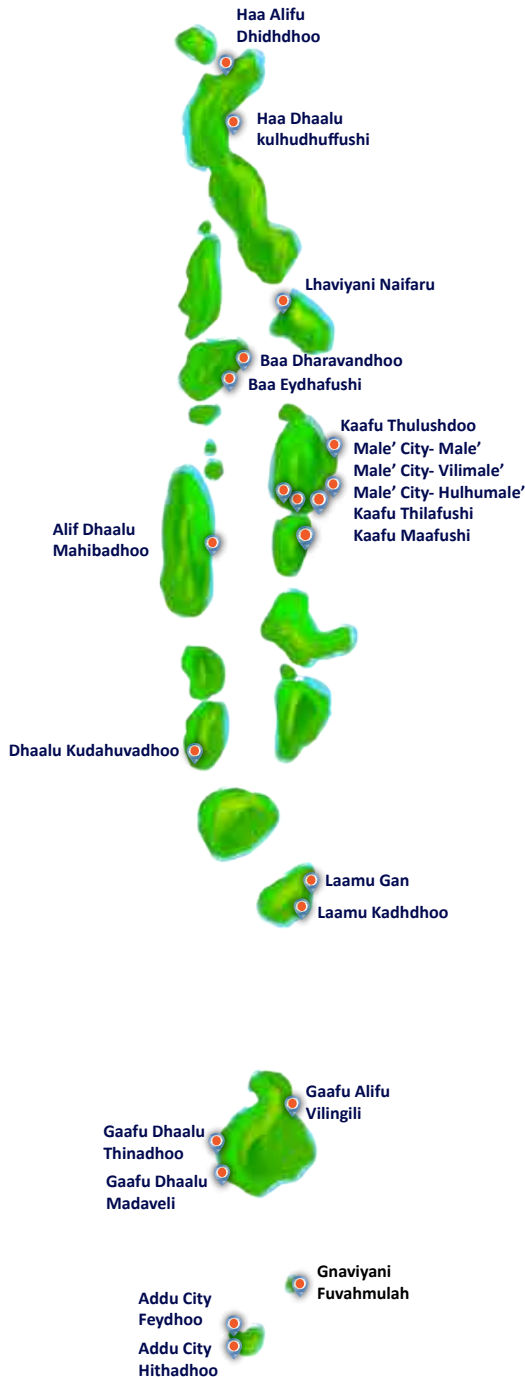 Haa Alifu
Dhidhdhoo
Haa Dhaalu
kulhudhuffushi
Lhaviyani Naifaru
Baa Dharavandhoo
Baa Eydhafushi
Kaafu Thulushdoo
Male’ City- Male’
Male’ City- Vilimale’
Male’ City- Hulhumale’
Kaafu Thilafushi
Kaafu Maafushi
Alif Dhaalu
Mahibadhoo
Dhaalu Kudahuvadhoo
Laamu Gan
Laamu Kadhdhoo
Gaafu Alifu
Vilingili
Gaafu Dhaalu
Thinadhoo
Gaafu Dhaalu
Madaveli
Gnaviyani
Fuvahmulah
Addu City
Feydhoo
Addu City
Hithadhoo